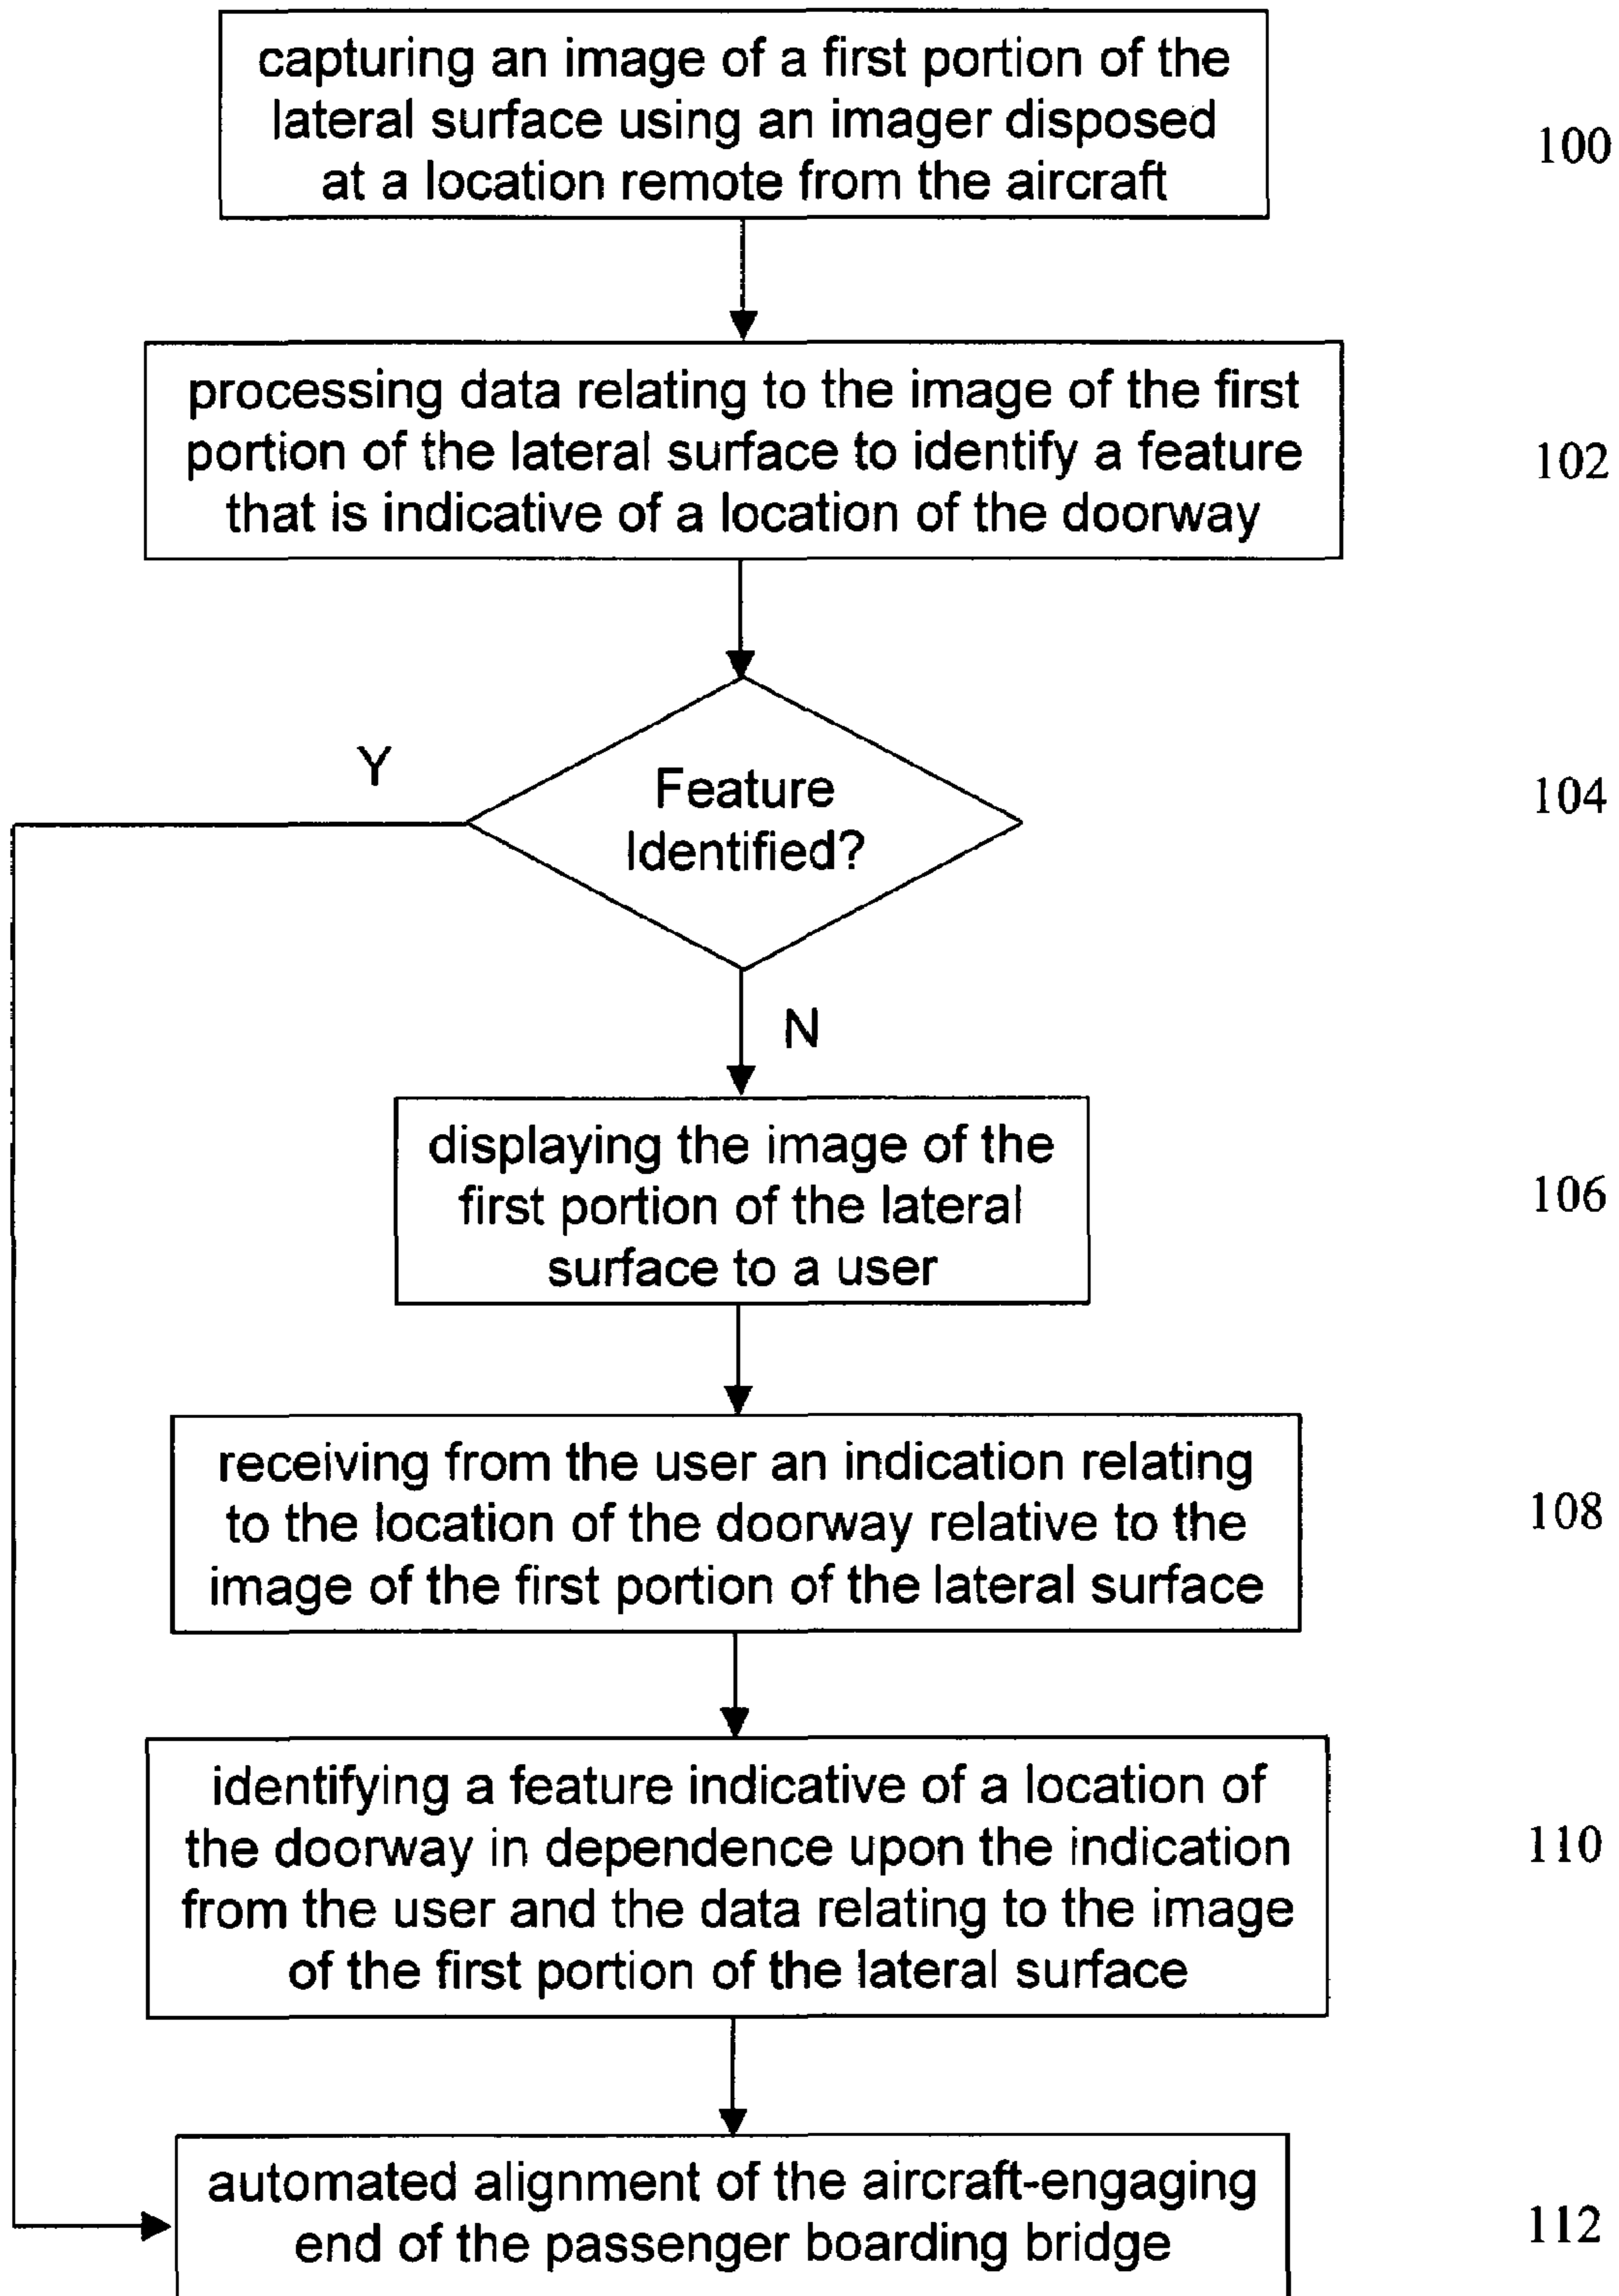 capturing an image of a first portion of the
lateral surface using an imager disposed
at a location remote from the aircraft
100
processing data relating to the image of the first
portion of the lateral surface to identify a feature
that is indicative of a location of the doorway
102
Y
Feature
Identified?
104
N
displaying the image of the
first portion of the lateral
surface to a user
106
receiving from the user an indication relating
to the location of the doorway relative to the
image of the first portion of the lateral surface
108
identifying a feature indicative of a location of
the doorway in dependence upon the indication
from the user and the data relating to the image
of the first portion of the lateral surface
110
automated alignment of the aircraft-engaging
end of the passenger boarding bridge
112